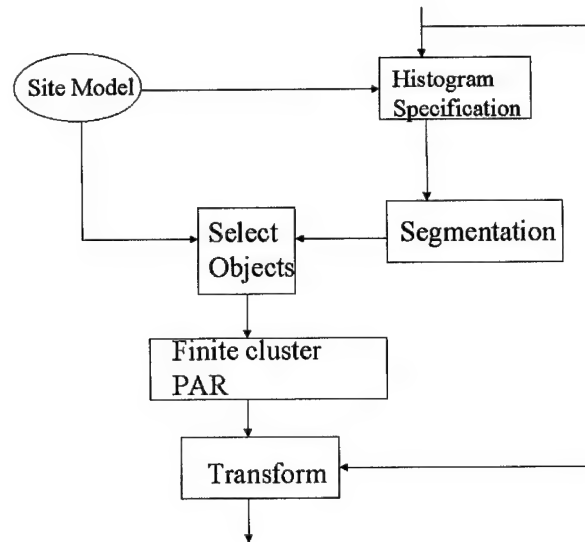 Site Model
Histogram
Specification
Select
Objects
Segmentation
Finite cluster
PAR
Transform